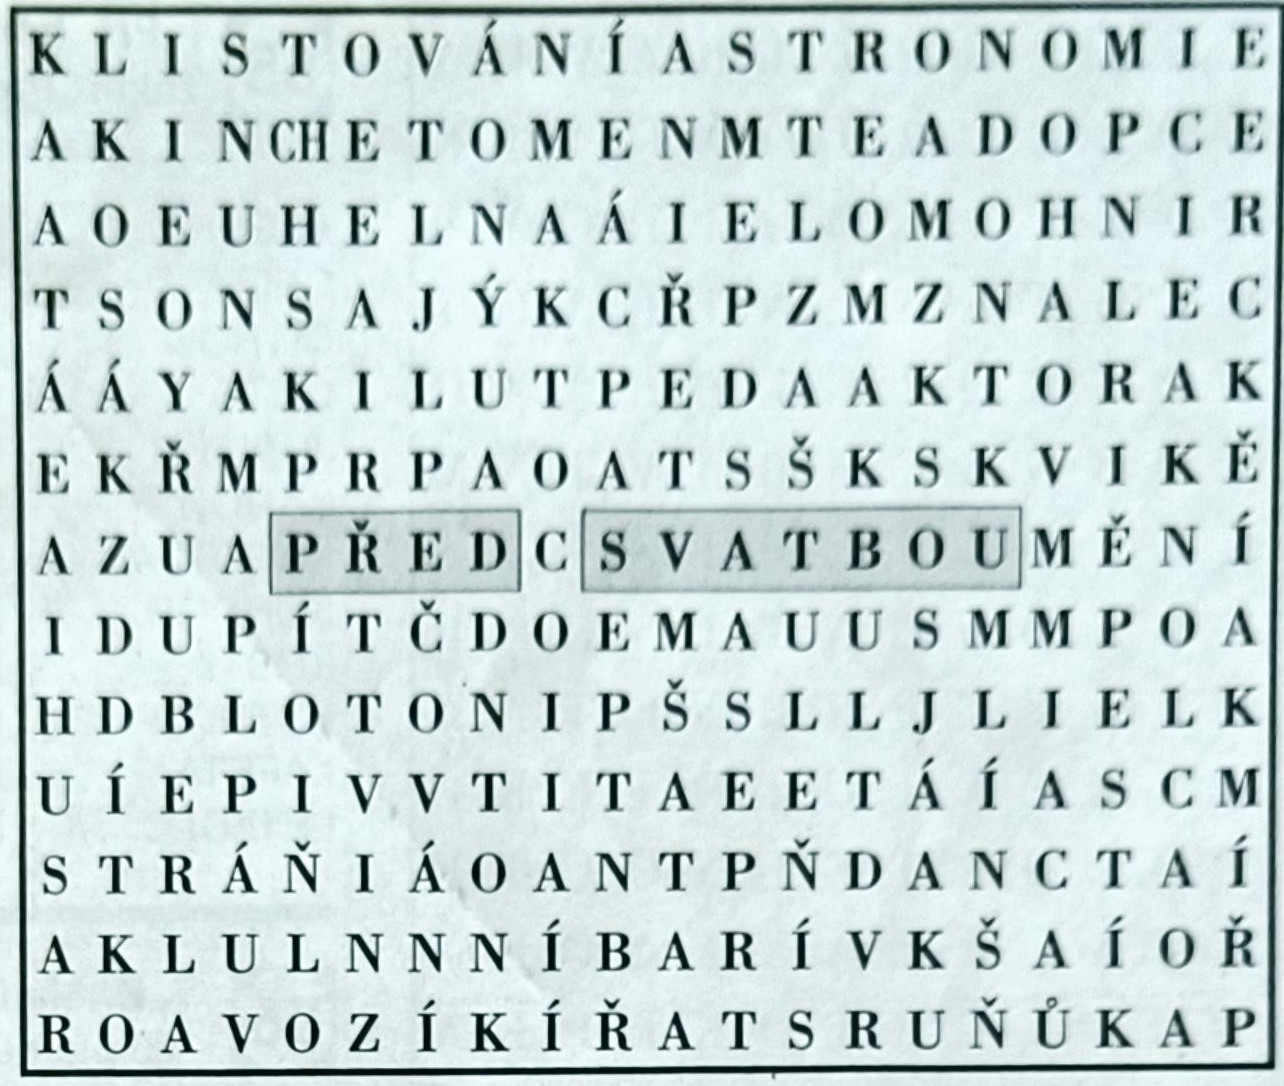 K L I S T O V Á N Í A S T R O N O M I E
A K I N CH E T O M E N M T E A D O P C E
A O E U H E L N A Á I E L O M O H N I R
T S O N S A J Ý K C Ř P Z M Z N A L E C
Á Á Y A K I L U T P E D A A K T O R A K
E K Ř M P R P A O A T S Š K S K V I K Ě
A Z U A P Ř E D C S V A T B O U M Ě N Í
I D U P Í T Č D O E M A U U S M M P O A
H D B L O T O N I P Š S L L J L I E L K
U Í E P I V V T I T A E E T Á Í A S C M
S T R Á Ň I Á O A N T P Ň D A N C T A Í
A K L U L N N N Í B A R Í V K Š A Í O Ř
R O A V O Z Í K Í Ř A T S R U Ň Ů K A P